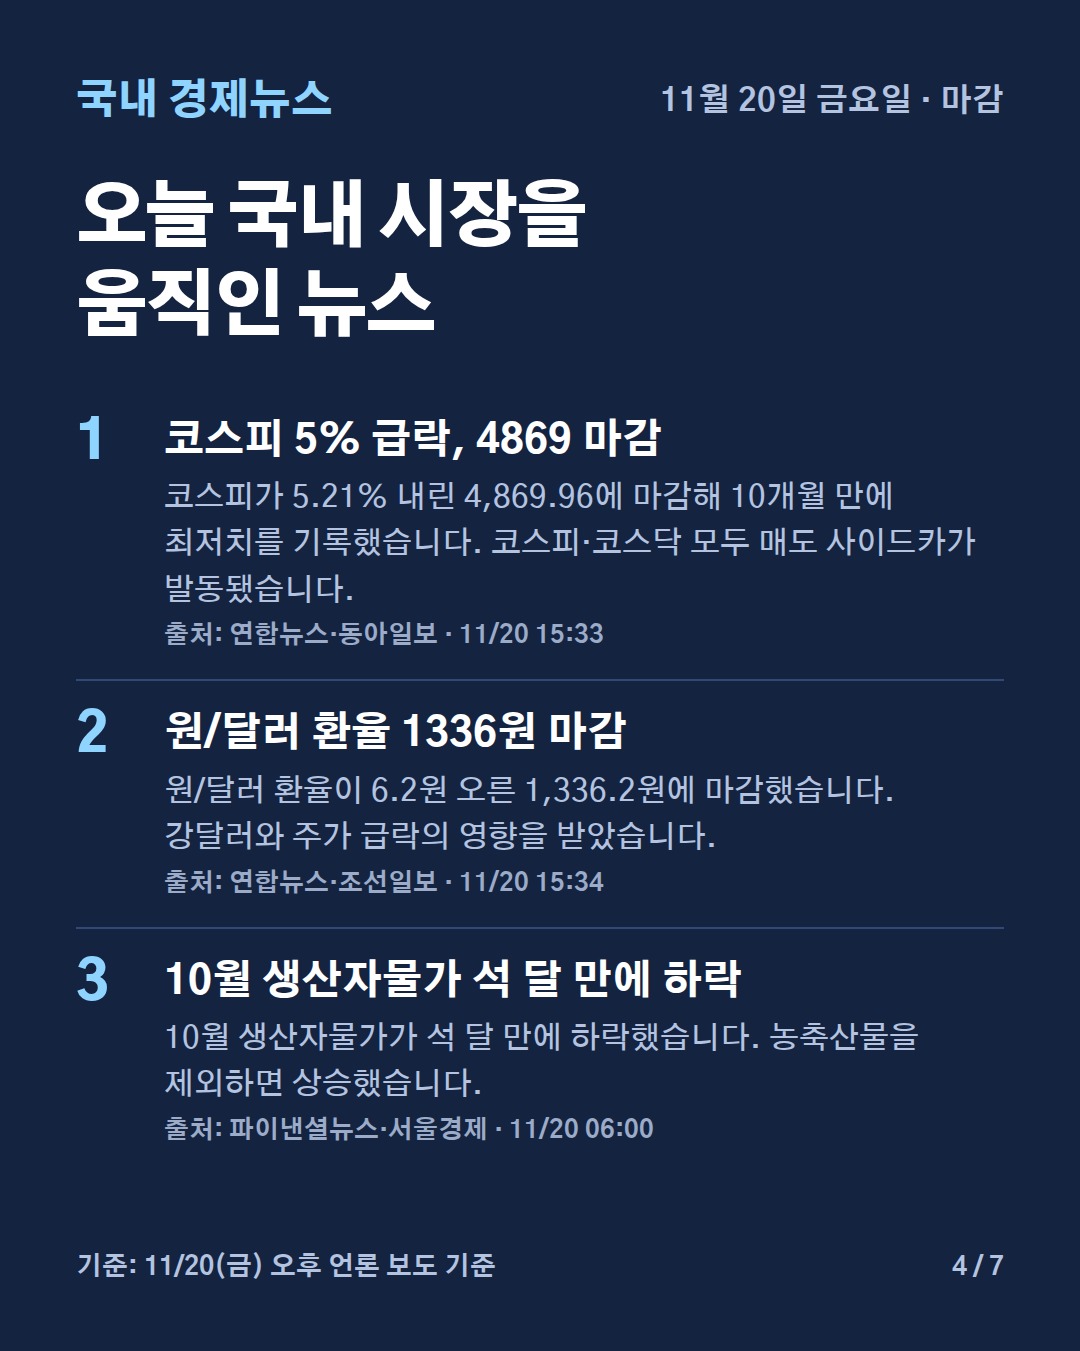 국내 경제뉴스
11월 20일 금요일 · 마감
오늘 국내 시장을
움직인 뉴스
1
코스피 5% 급락, 4869 마감
코스피가 5.21% 내린 4,869.96에 마감해 10개월 만에
최저치를 기록했습니다. 코스피·코스닥 모두 매도 사이드카가
발동됐습니다.
출처: 연합뉴스·동아일보 · 11/20 15:33
2
원/달러 환율 1336원 마감
원/달러 환율이 6.2원 오른 1,336.2원에 마감했습니다.
강달러와 주가 급락의 영향을 받았습니다.
출처: 연합뉴스·조선일보 · 11/20 15:34
3
10월 생산자물가 석 달 만에 하락
10월 생산자물가가 석 달 만에 하락했습니다. 농축산물을
제외하면 상승했습니다.
출처: 파이낸셜뉴스·서울경제 · 11/20 06:00
기준: 11/20(금) 오후 언론 보도 기준
4 / 7